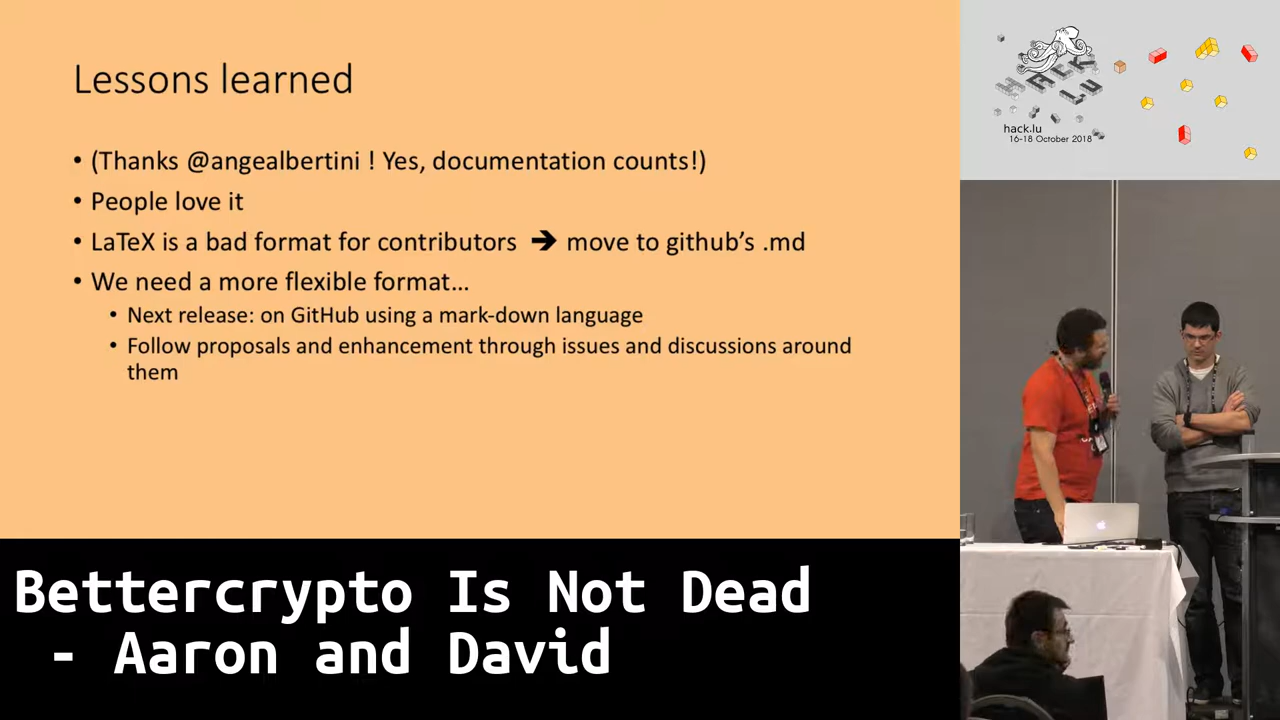 Lessons learned
• (Thanks @angealbertini ! Yes, documentation counts!)
• People love it
• LaTeX is a bad format for contributors ➔ move to github’s .md
• We need a more flexible format…
• Next release: on GitHub using a mark-down language
• Follow proposals and enhancement through issues and discussions around
them
HACK
LU
hack.lu
16-18 October 2018
Bettercrypto Is Not Dead
- Aaron and David